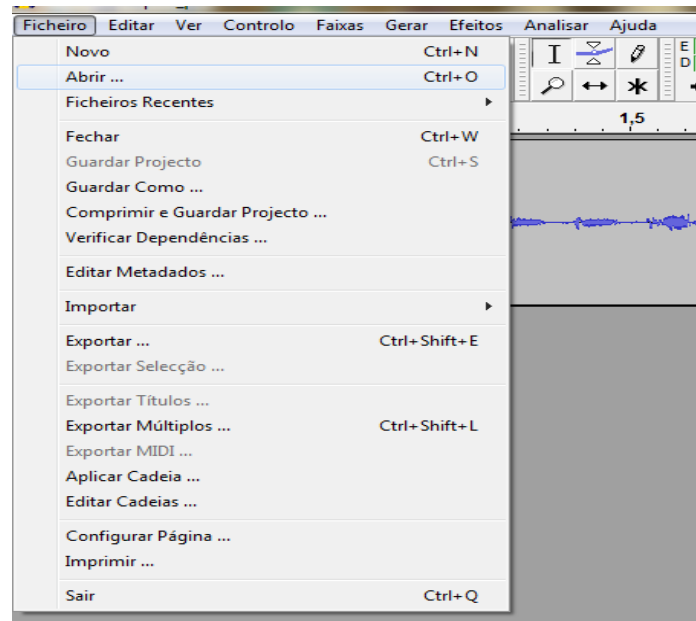 Ficheiro Editar Ver Controlo Faixas Gerar Efeitos Analisar Ajuda
Novo Ctrl+N
Abrir ... Ctrl+O
Ficheiros Recentes
Fechar Ctrl+W
Guardar Projecto Ctrl+S
Guardar Como ...
Comprimir e Guardar Projecto ...
Verificar Dependências ...
Editar Metadados ...
Importar
Exportar ... Ctrl+Shift+E
Exportar Selecção ...
Exportar Títulos ...
Exportar Múltiplos ... Ctrl+Shift+L
Exportar MIDI ...
Aplicar Cadeia ...
Editar Cadeias ...
Configurar Página ...
Imprimir ...
Sair Ctrl+Q
E
D
1,5